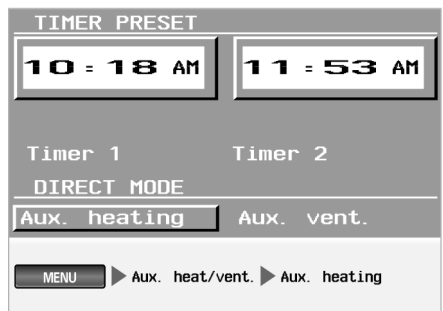 TIMER PRESET
10:18 AM 11:53 AM
Timer 1 Timer 2
DIRECT MODE
Aux. heating Aux. vent.
MENU Aux. heat/vent. Aux. heating